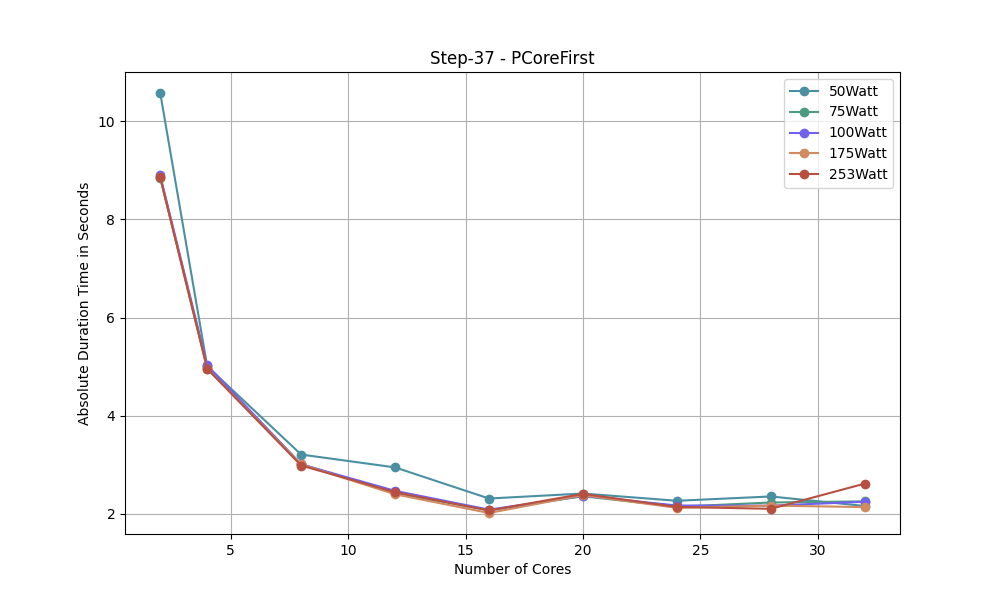 Step-37 - PCoreFirst
50Watt
75Watt
100Watt
175Watt
253Watt
Absolute Duration Time in Seconds
10
8
6
4
2
5
10
15
20
25
30
Number of Cores